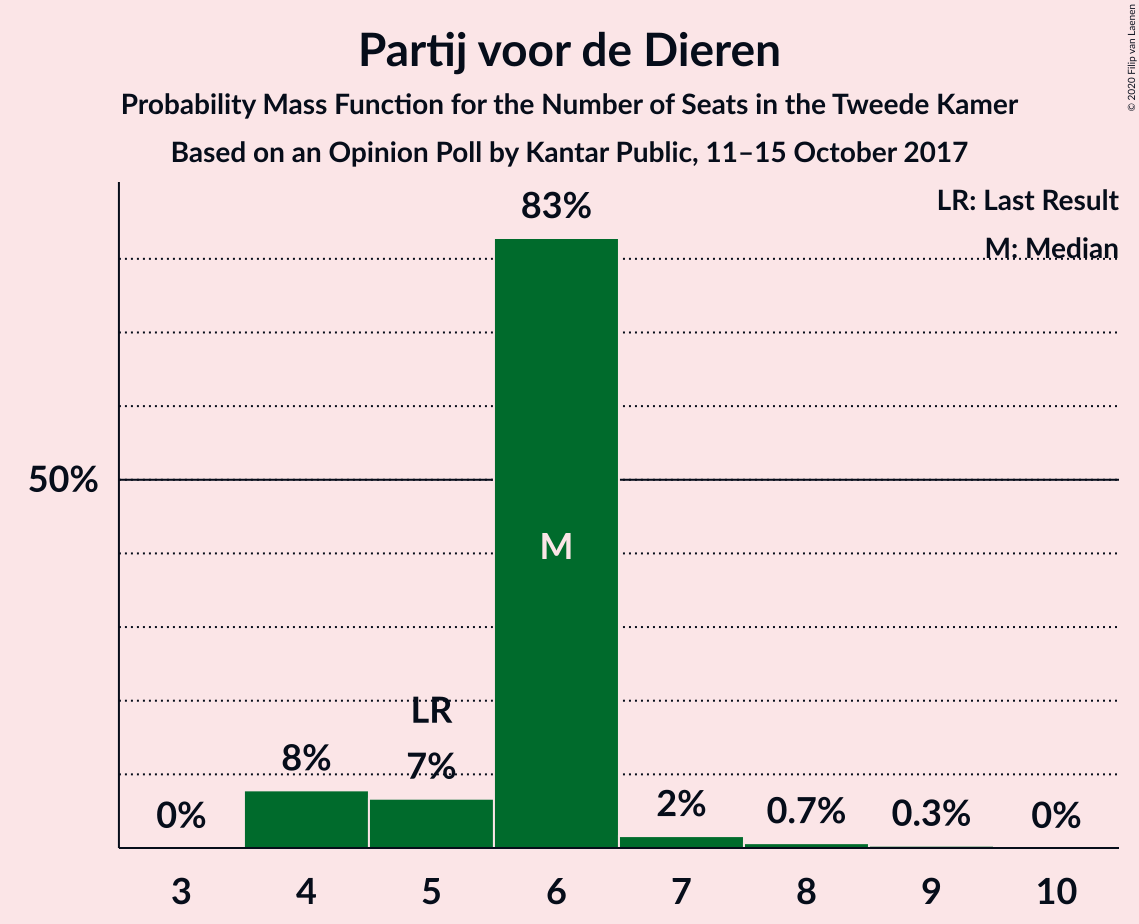 © 2020 Filip van Laenen
Partij voor de Dieren
Probability Mass Function for the Number of Seats in the Tweede Kamer
Based on an Opinion Poll by Kantar Public, 11–15 October 2017
LR: Last Result
M: Median
50%
0%
8%
LR
7%
83%
M
2%
0.7%
0.3%
0%
3 4 5 6 7 8 9 10